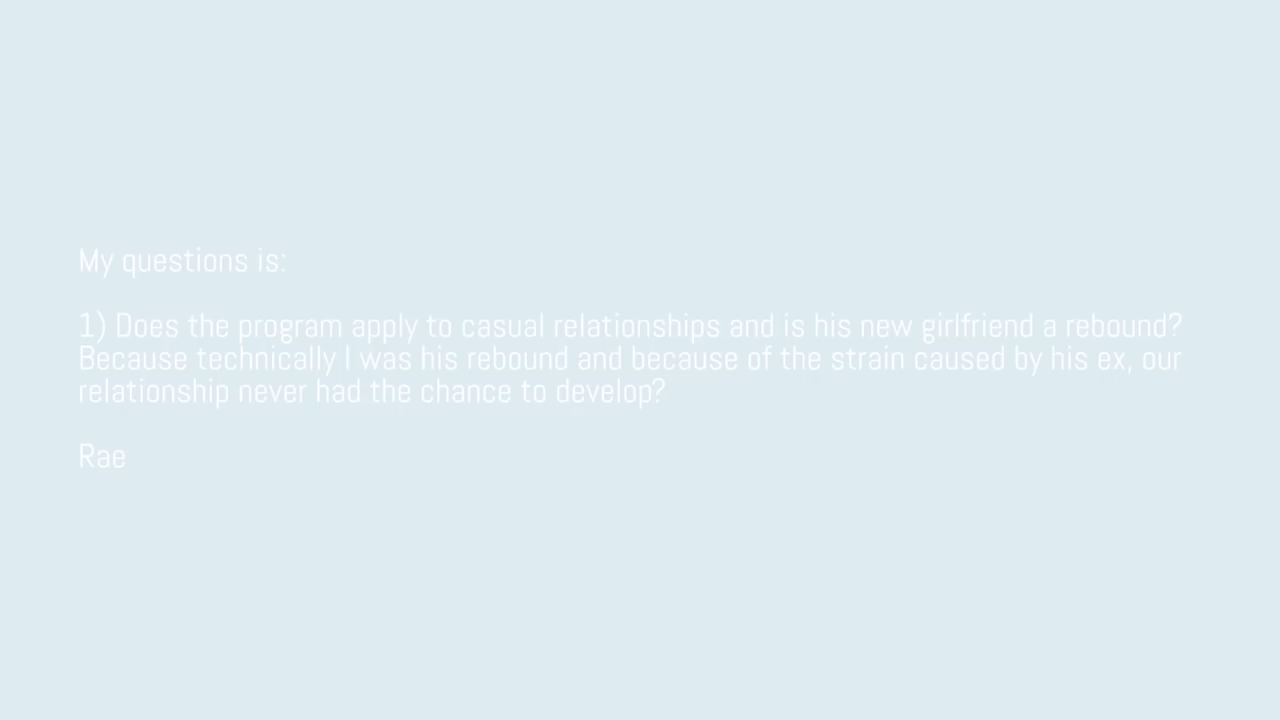 My questions is:
1) Does the program apply to casual relationships and is his new girlfriend a rebound?
Because technically I was his rebound and because of the strain caused by his ex, our
relationship never had the chance to develop?
Rae